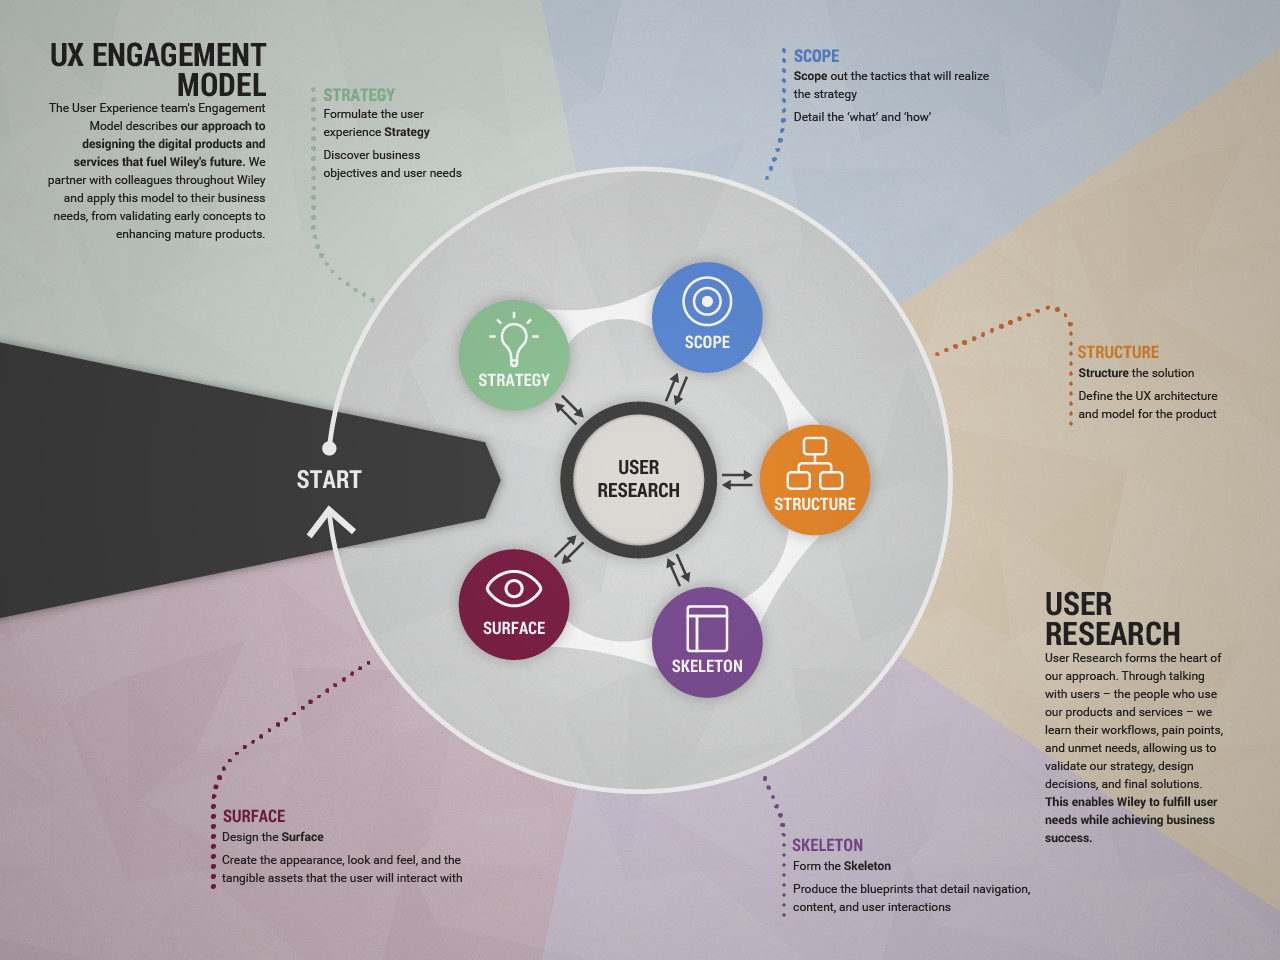 UX ENGAGEMENT
MODEL
The User Experience team's Engagement
Model describes our approach to
designing the digital products and
services that fuel Wiley's future. We
partner with colleagues throughout Wiley
and apply this model to their business
needs, from validating early concepts to
enhancing mature products.
STRATEGY
Formulate the user
experience Strategy
Discover business
objectives and user needs
SCOPE
Scope out the tactics that will realize
the strategy
Detail the ‘what’ and ‘how’
STRUCTURE
Structure the solution
Define the UX architecture
and model for the product
START
STRATEGY
SCOPE
USER
RESEARCH
STRUCTURE
SURFACE
SKELETON
USER
RESEARCH
User Research forms the heart of
our approach. Through talking
with users – the people who use
our products and services – we
learn their workflows, pain points,
and unmet needs, allowing us to
validate our strategy, design
decisions, and final solutions.
This enables Wiley to fulfill user
needs while achieving business
success.
SURFACE
Design the Surface
Create the appearance, look and feel, and the
tangible assets that the user will interact with
SKELETON
Form the Skeleton
Produce the blueprints that detail navigation,
content, and user interactions